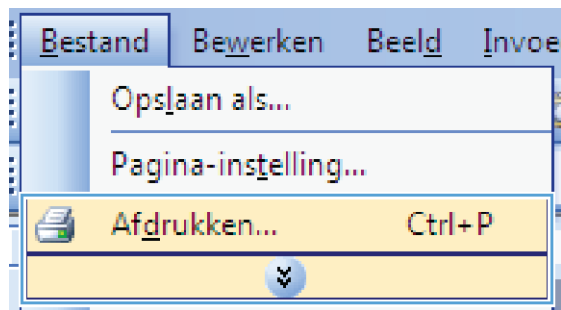 Bestand Bewerken Beeld Invoe
Opslaan als...
Pagina-instelling...
Afdrukken... Ctrl+P